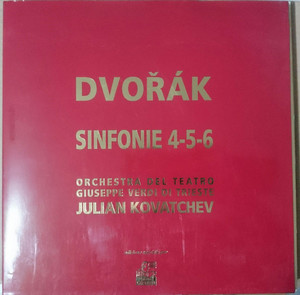 DVOŘÁK
SINFONIE 4-5-6
ORCHESTRA DEL TEATRO
GIUSEPPE VERDI DI TRIESTE
JULIAN KOVATCHEV